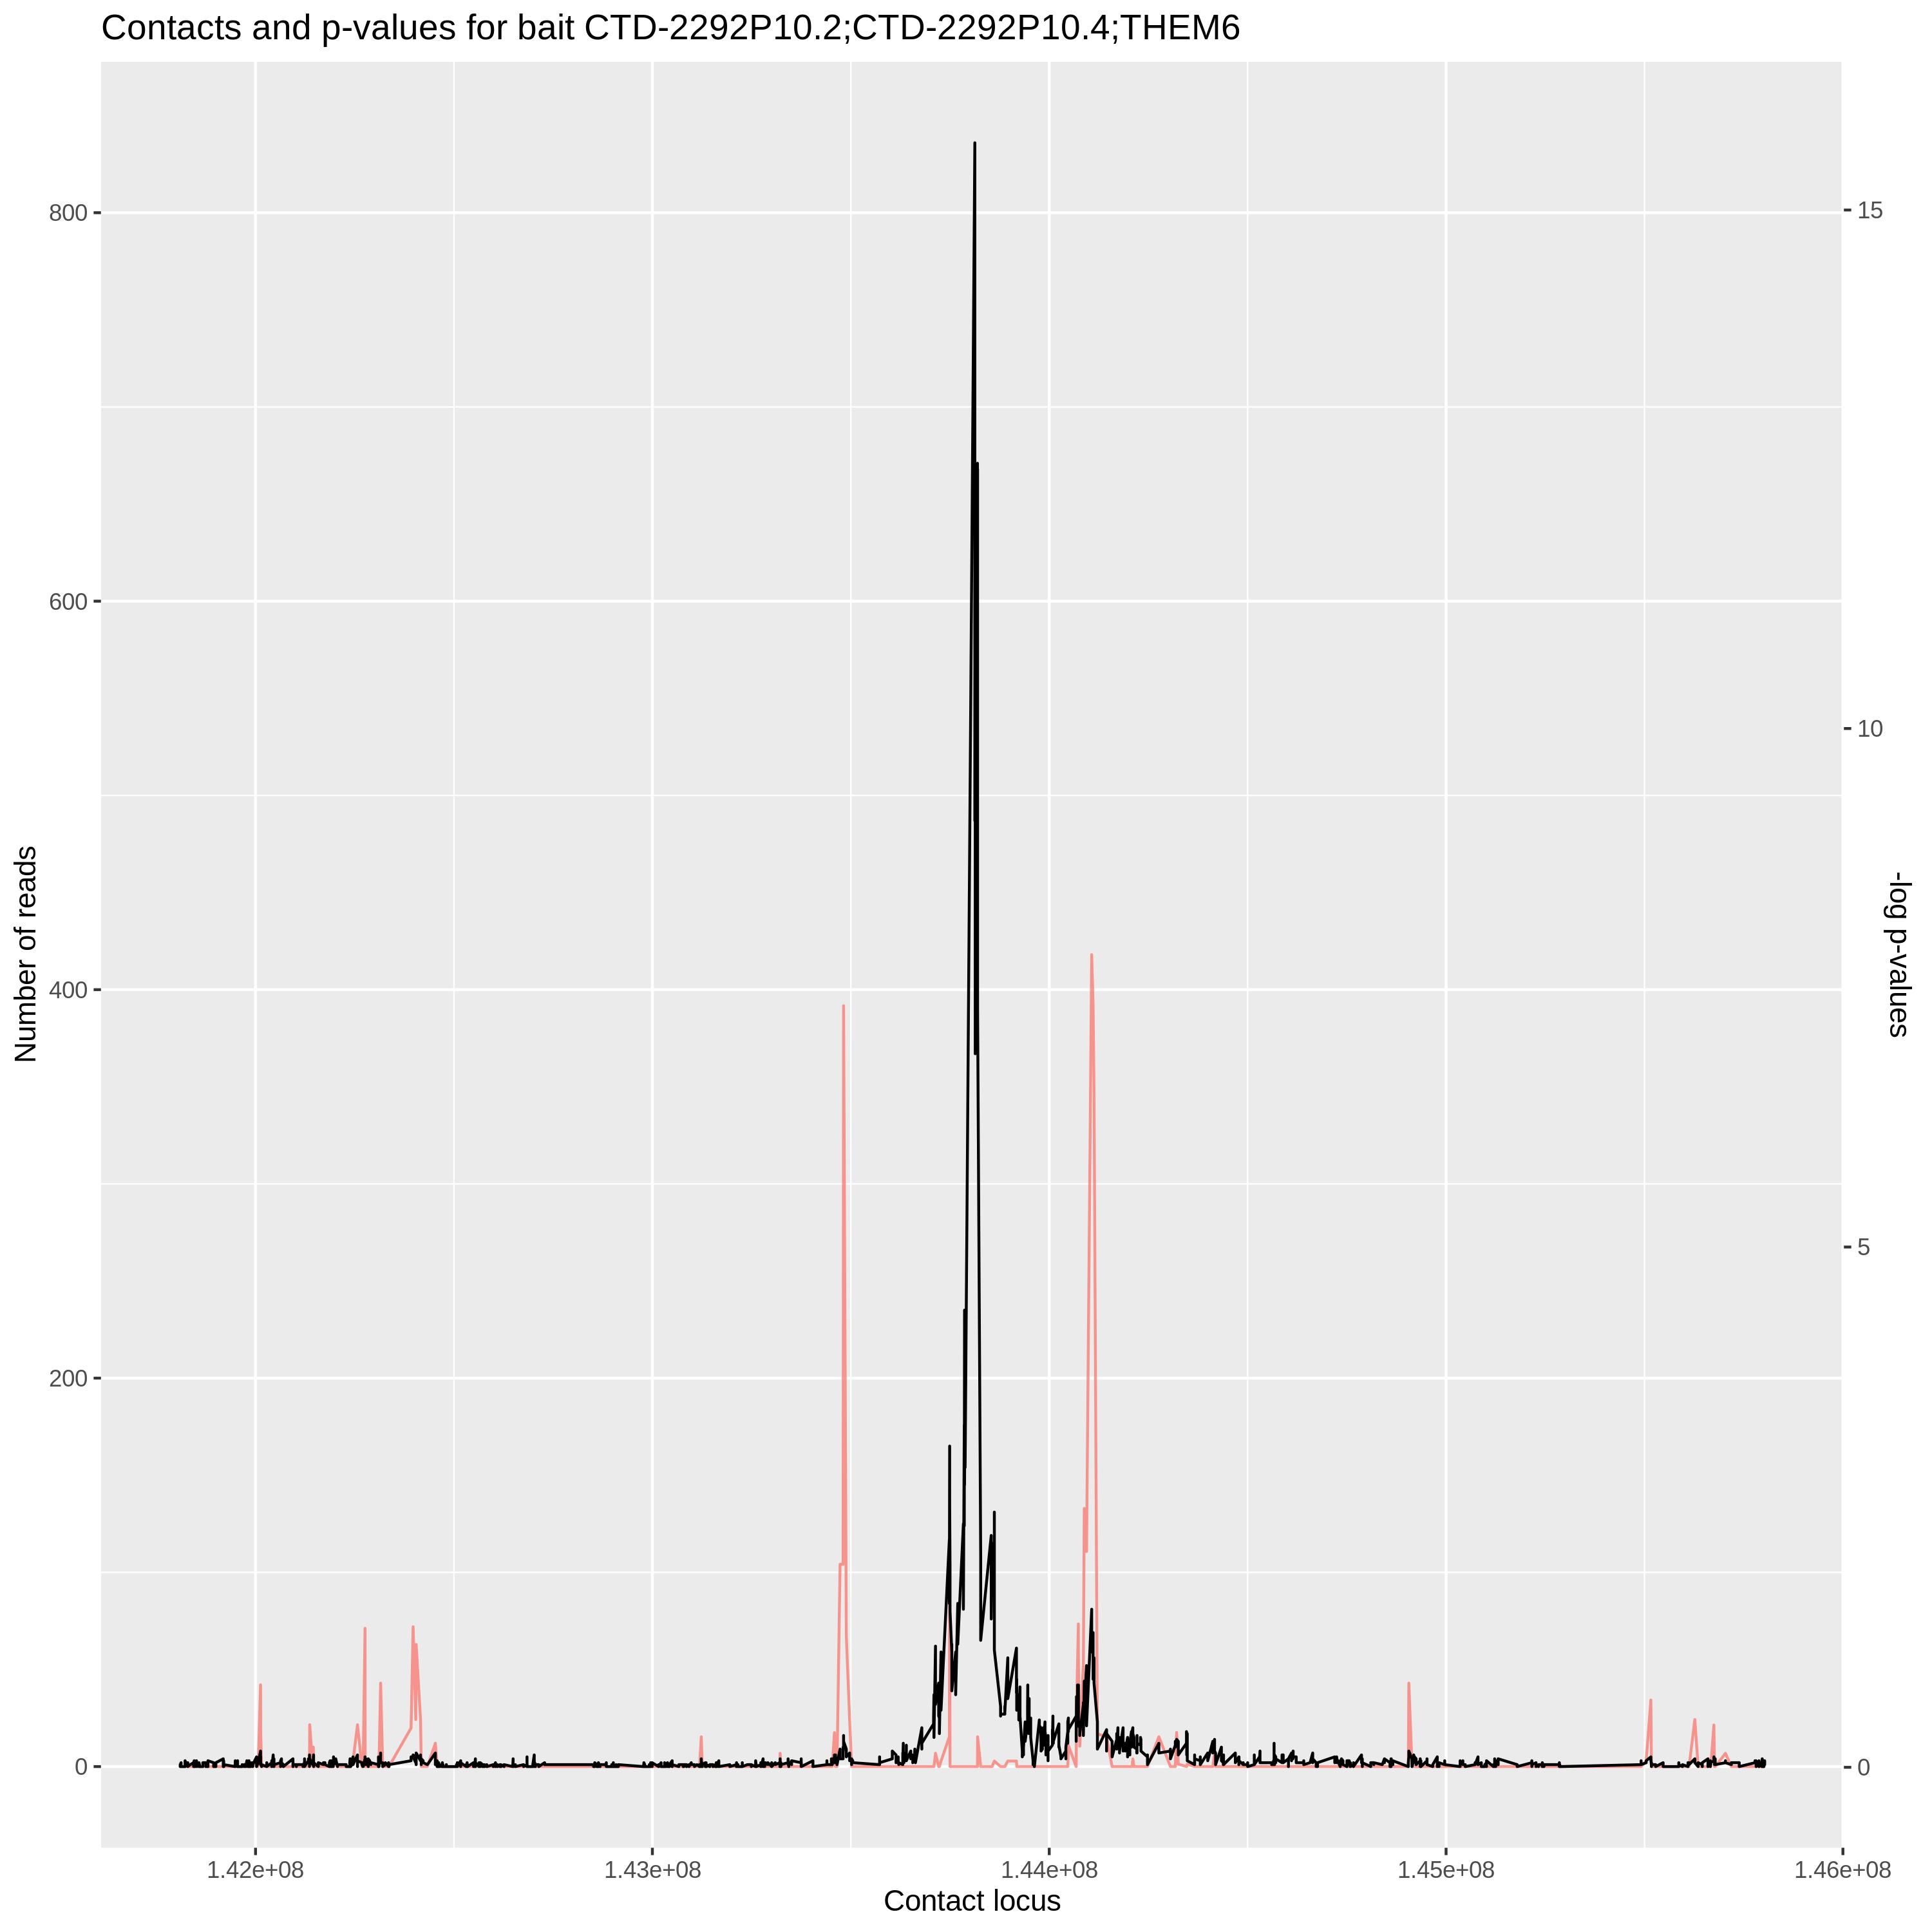 Contacts and p-values for bait CTD-2292P10.2;CTD-2292P10.4;THEM6
800
600
400
200
0
Number of reads
15
10
5
0
-log p-values
1.42e+08
1.43e+08
1.44e+08
1.45e+08
1.46e+08
Contact locus